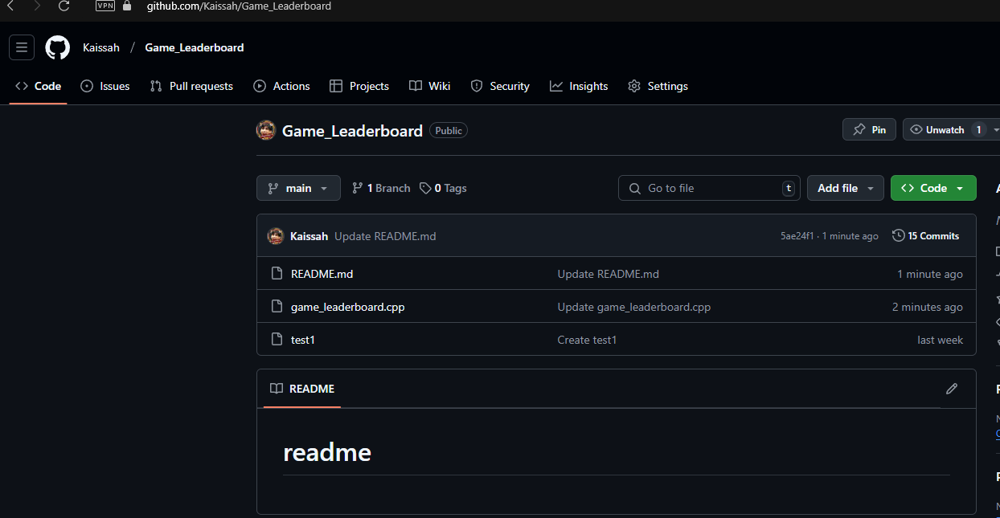 VPN github.com/Kaissah/Game_Leaderboard
Kaissah / Game_Leaderboard
Code Issues Pull requests Actions Projects Wiki Security Insights Settings
Game_Leaderboard Public Pin Unwatch 1
main 1 Branch 0 Tags Go to file t Add file Code
Kaissah Update README.md 5ae24f1 · 1 minute ago 15 Commits
README.md Update README.md 1 minute ago
game_leaderboard.cpp Update game_leaderboard.cpp 2 minutes ago
test1 Create test1 last week
README
readme